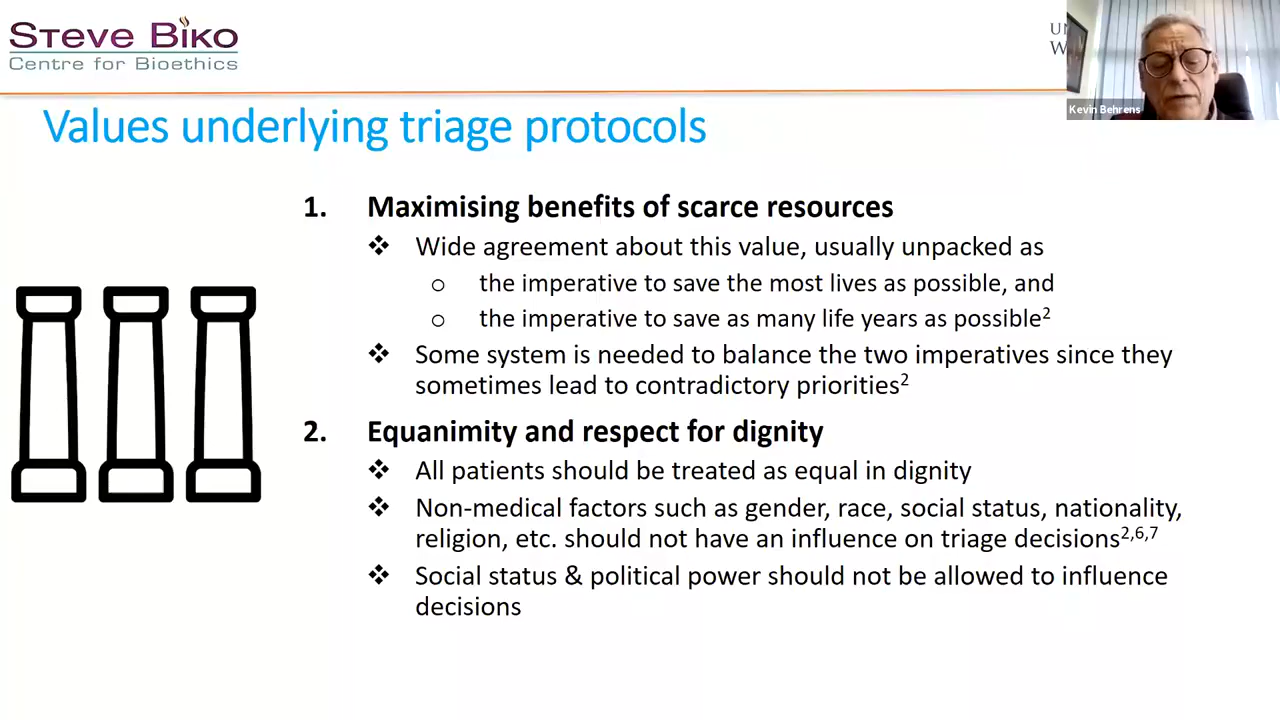 STEVE BIKO
Centre for Bioethics
UN
W
Kevin Behrens
Values underlying triage protocols
1. Maximising benefits of scarce resources
❖ Wide agreement about this value, usually unpacked as
o the imperative to save the most lives as possible, and
o the imperative to save as many life years as possible²
❖ Some system is needed to balance the two imperatives since they
sometimes lead to contradictory priorities²
2. Equanimity and respect for dignity
❖ All patients should be treated as equal in dignity
❖ Non-medical factors such as gender, race, social status, nationality,
religion, etc. should not have an influence on triage decisions²,⁶,⁷
❖ Social status & political power should not be allowed to influence
decisions